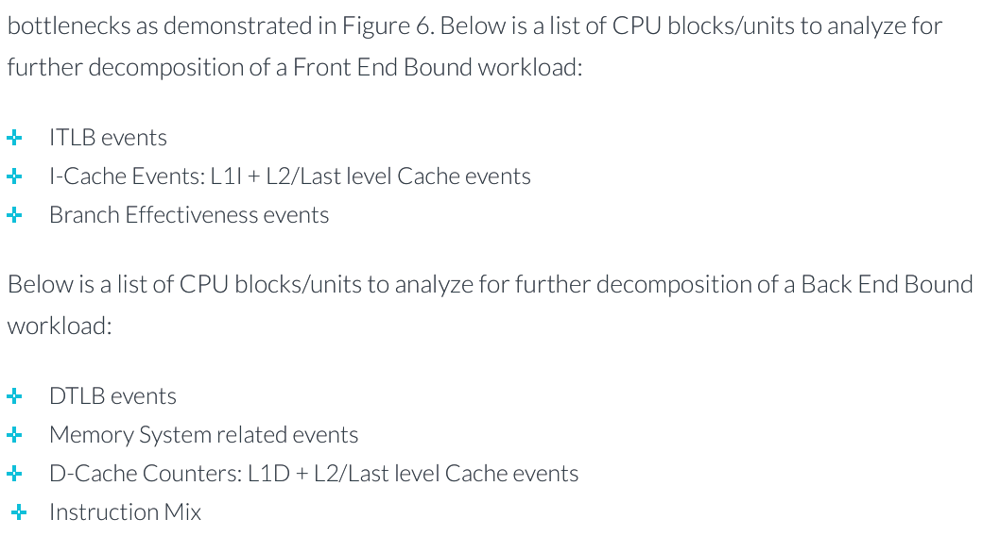 bottlenecks as demonstrated in Figure 6. Below is a list of CPU blocks/units to analyze for
further decomposition of a Front End Bound workload:
ITLB events
I-Cache Events: L1I + L2/Last level Cache events
Branch Effectiveness events
Below is a list of CPU blocks/units to analyze for further decomposition of a Back End Bound
workload:
DTLB events
Memory System related events
D-Cache Counters: L1D + L2/Last level Cache events
Instruction Mix